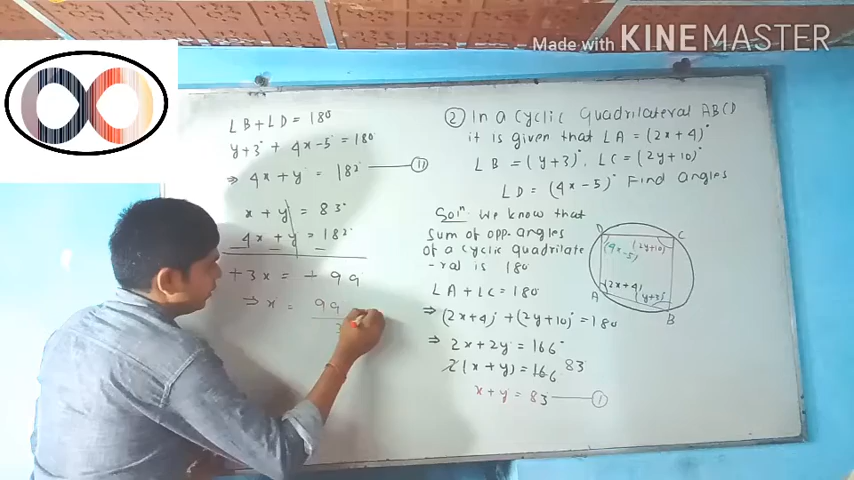 Made with KINEMASTER
∠B + ∠D = 180°
y+3° + 4x-5° = 180°
⇒ 4x + y = 182° — II
x + y = 83°
4x + y = 182°
— — —
+3x = +99
⇒ x = 99
3
② In a Cyclic Quadrilateral ABCD
it is given that ∠A = (2x+4)°
∠B = (y+3)°, ∠C = (2y+10)°
∠D = (4x-5)° Find angles
Solⁿ We know that
sum of opp. angles
of a cyclic quadrilate
-ral is 180°
∠A + ∠C = 180°
⇒ (2x+4)° + (2y+10)° = 180
⇒ 2x + 2y = 166°
2(x + y) = 166 83
x + y = 83 — I
D C
(4x-5) (2y+10)
(2x+4)
A (y+3)
B